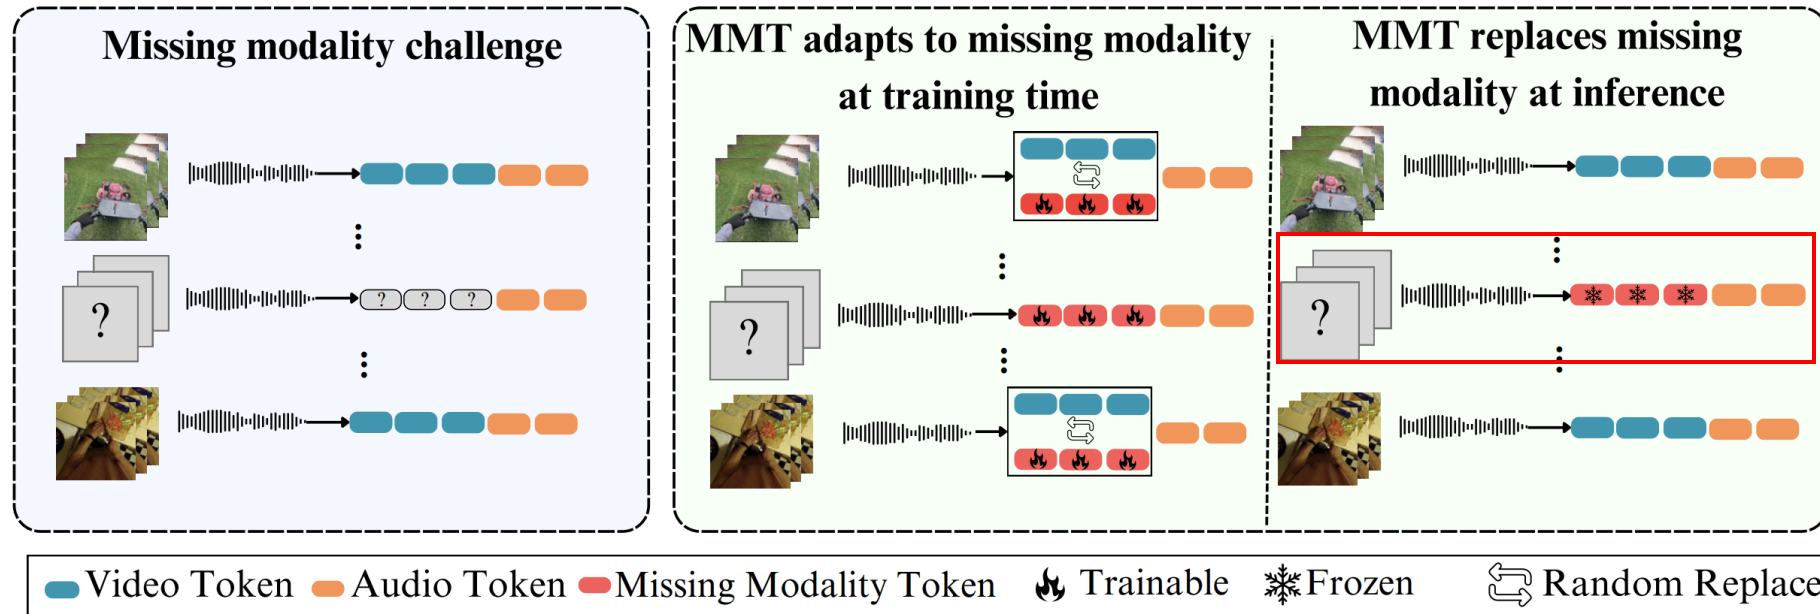 Missing modality challenge
MMT adapts to missing modality
at training time
MMT replaces missing
modality at inference
?
? ? ?
?
?
Video Token
Audio Token
Missing Modality Token
Trainable
Frozen
Random Replace